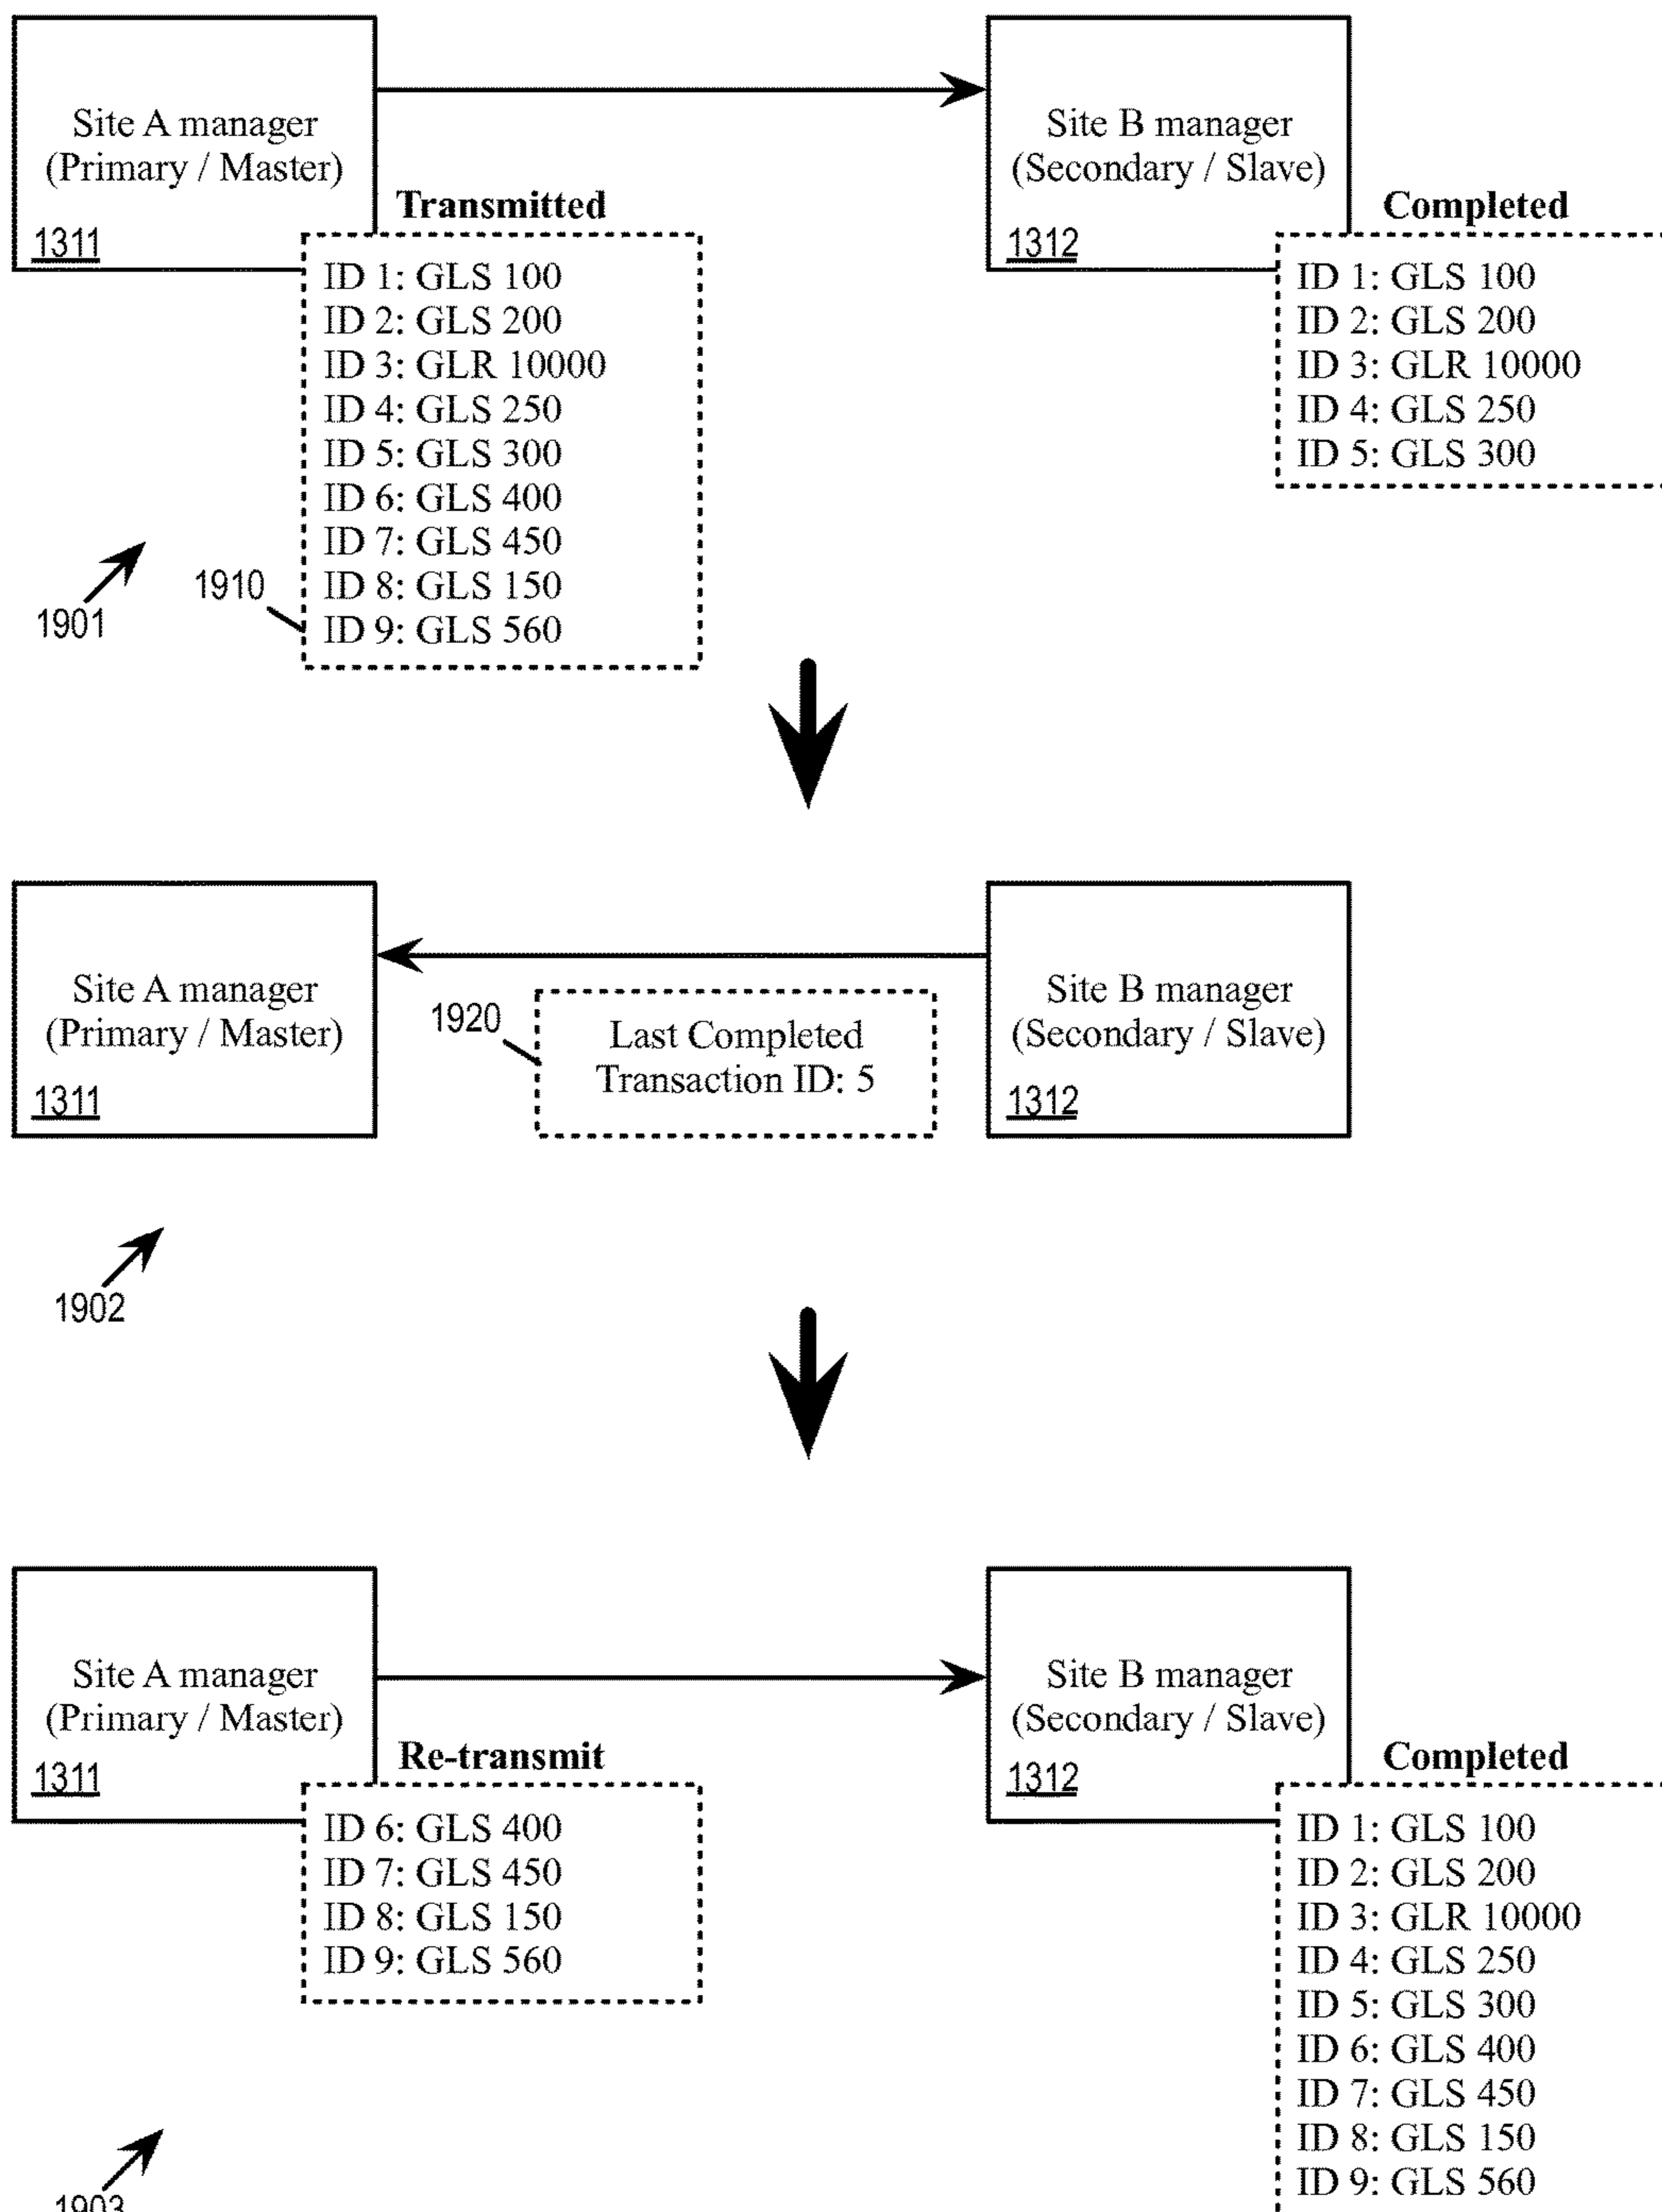 Site A manager
(Primary / Master)
1311
Site B manager
(Secondary / Slave)
1312
Transmitted
ID 1: GLS 100
ID 2: GLS 200
ID 3: GLR 10000
ID 4: GLS 250
ID 5: GLS 300
ID 6: GLS 400
ID 7: GLS 450
ID 8: GLS 150
ID 9: GLS 560
Completed
ID 1: GLS 100
ID 2: GLS 200
ID 3: GLR 10000
ID 4: GLS 250
ID 5: GLS 300
1910
1901
Site A manager
(Primary / Master)
1311
1920
Last Completed
Transaction ID: 5
Site B manager
(Secondary / Slave)
1312
1902
Site A manager
(Primary / Master)
1311
Site B manager
(Secondary / Slave)
1312
Re-transmit
ID 6: GLS 400
ID 7: GLS 450
ID 8: GLS 150
ID 9: GLS 560
Completed
ID 1: GLS 100
ID 2: GLS 200
ID 3: GLR 10000
ID 4: GLS 250
ID 5: GLS 300
ID 6: GLS 400
ID 7: GLS 450
ID 8: GLS 150
ID 9: GLS 560
1903